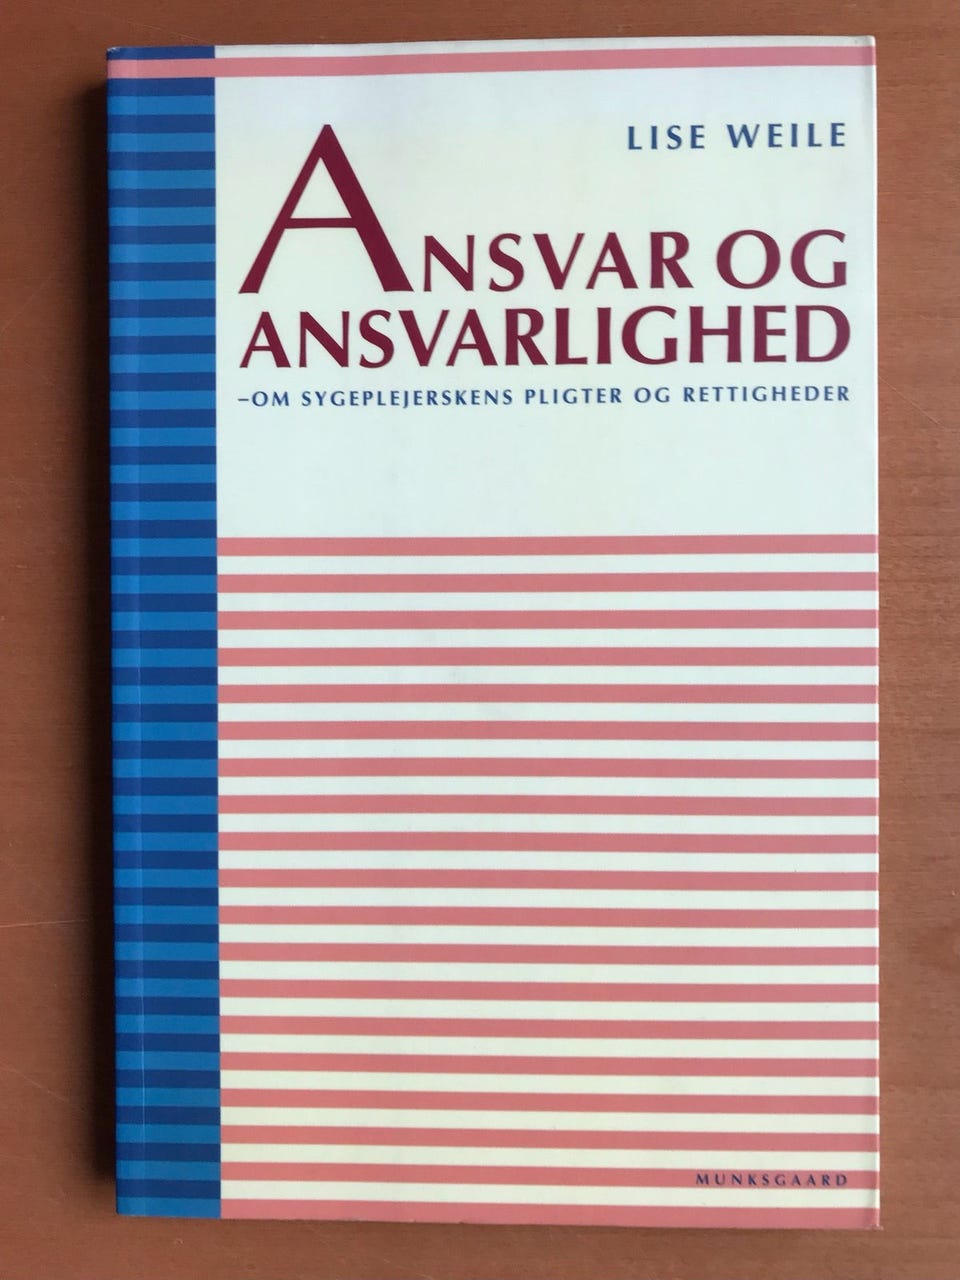 LISE WEILE
ANSVAR OG
ANSVARLIGHED
–OM SYGEPLEJERSKENS PLIGTER OG RETTIGHEDER
MUNKSGAARD